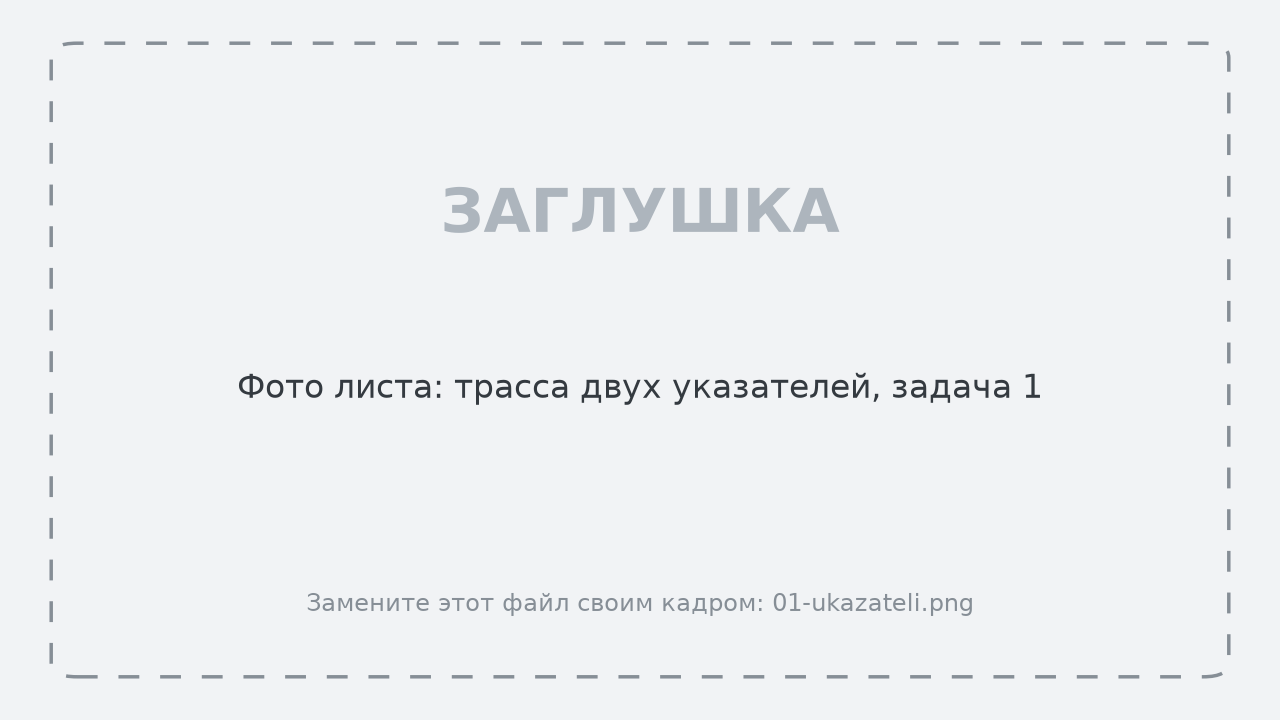 ЗАГЛУШКА
Фото листа: трасса двух указателей, задача 1
Замените этот файл своим кадром: 01-ukazateli.png